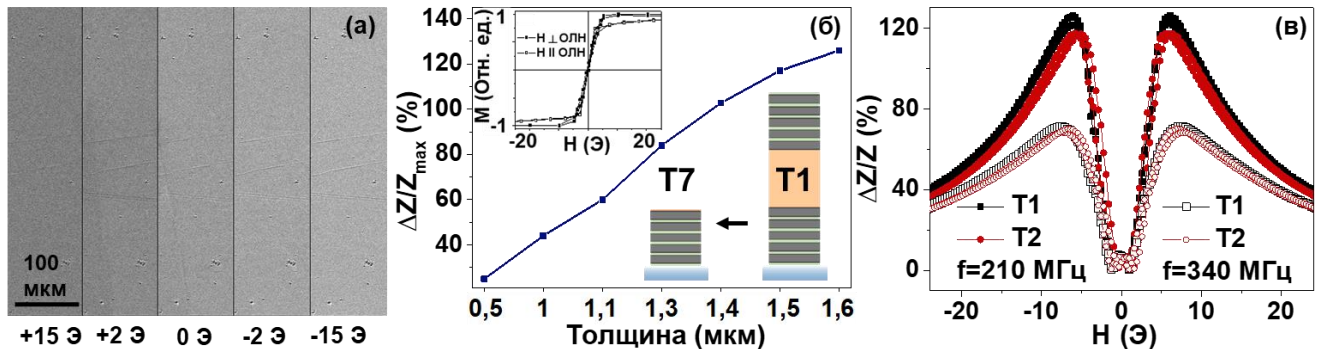 (а)
100
мкм
+15 Э
+2 Э
0 Э
-2 Э
-15 Э
(б)
140
120
100
80
60
40
ΔZ/Z_max (%)
1
-1
M (Отн. ед.)
H ⊥ ОЛН
H || ОЛН
-20
0
20
H (Э)
T7
T1
0,5
1
1,1
1,3
1,4
1,5
1,6
Толщина (мкм)
(в)
120
80
40
0
ΔZ/Z (%)
T1
T2
f=210 МГц
T1
T2
f=340 МГц
-20
-10
0
10
20
H (Э)